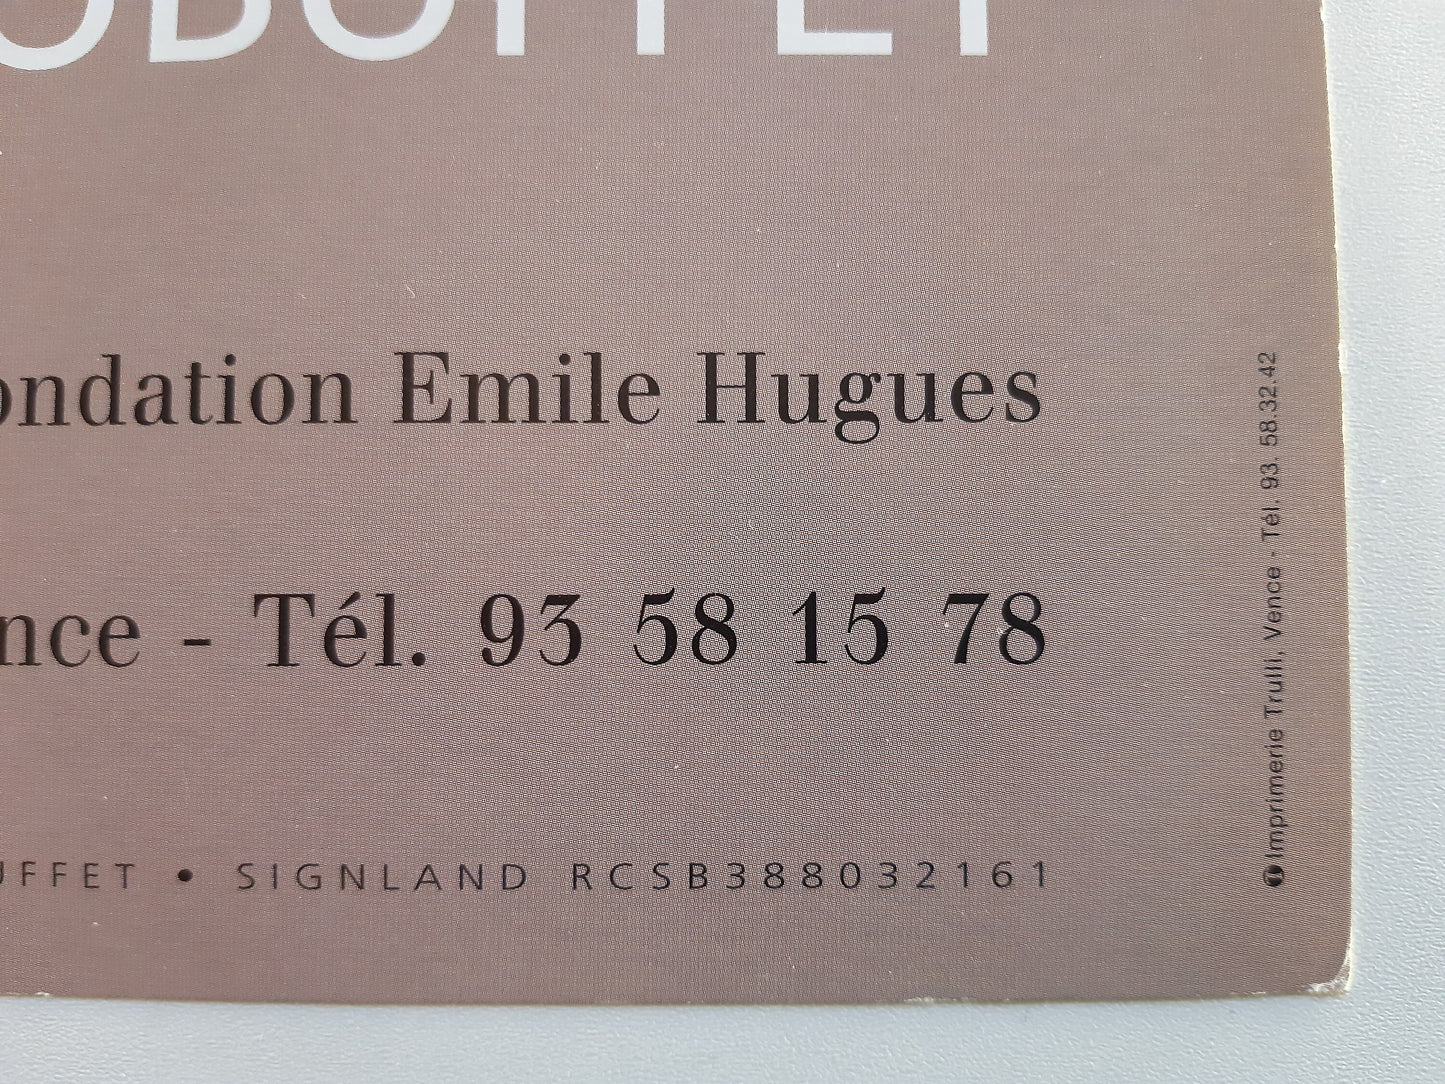 ondation Emile Hugues
nce - Tél. 93 58 15 78
UFFET • SIGNLAND RCSB388032161
Imprimerie Trulli, Vence - Tél. 93. 58.32.42